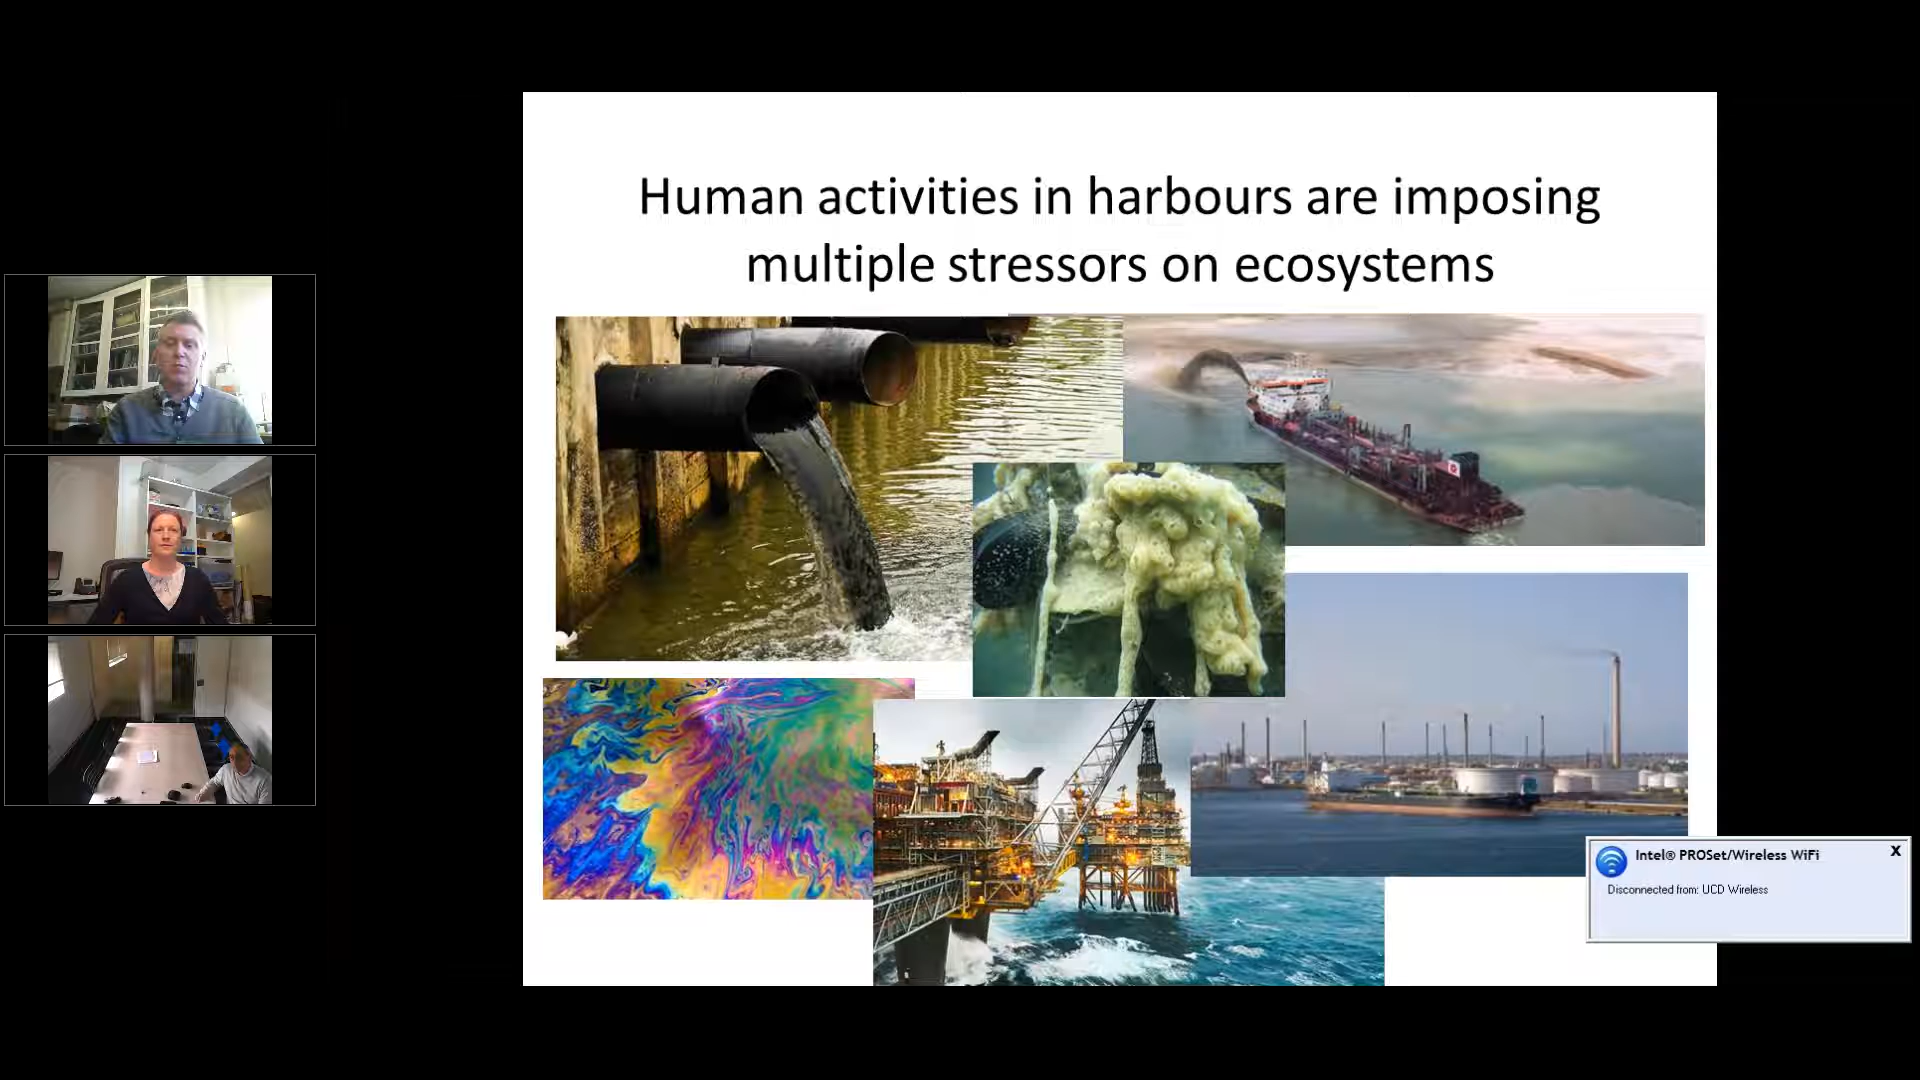 Human activities in harbours are imposing
multiple stressors on ecosystems
Intel® PROSet/Wireless WiFi
X
Disconnected from: UCD Wireless